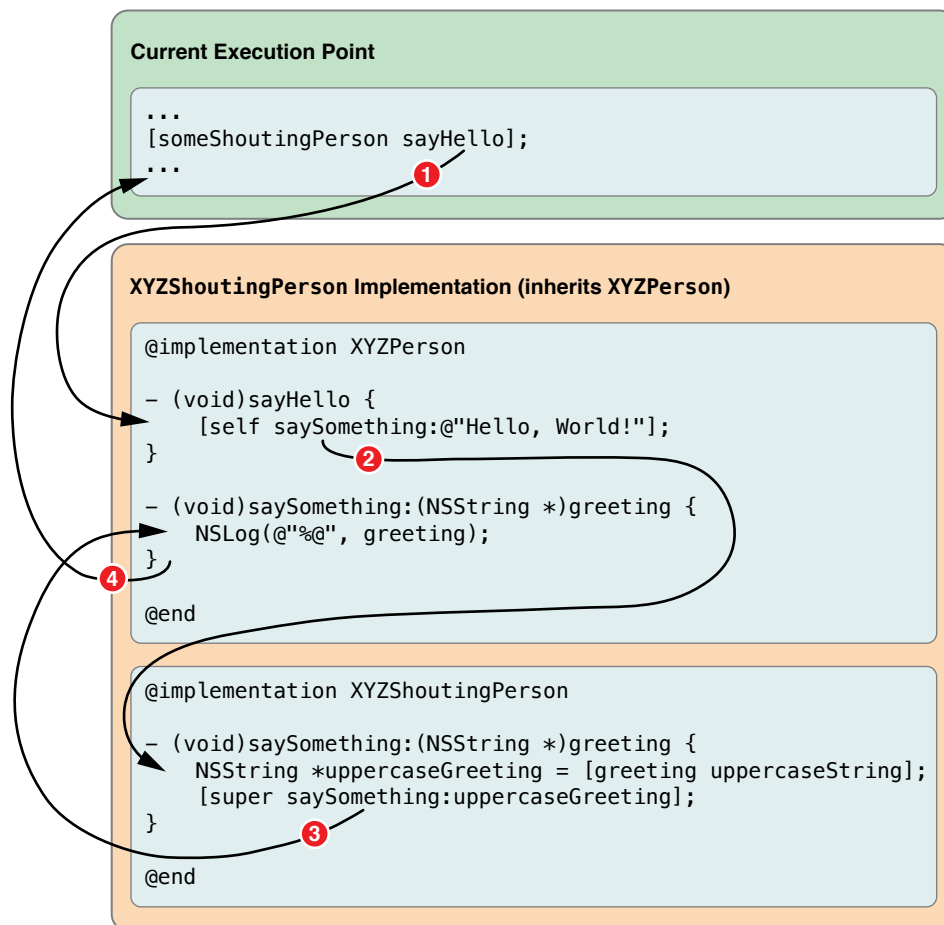 Current Execution Point
...
[someShoutingPerson sayHello];
...
1
XYZShoutingPerson Implementation (inherits XYZPerson)
@implementation XYZPerson
– (void)sayHello {
[self saySomething:@"Hello, World!"];
}
2
– (void)saySomething:(NSString *)greeting {
NSLog(@"%@", greeting);
}
4
@end
@implementation XYZShoutingPerson
– (void)saySomething:(NSString *)greeting {
NSString *uppercaseGreeting = [greeting uppercaseString];
[super saySomething:uppercaseGreeting];
}
3
@end